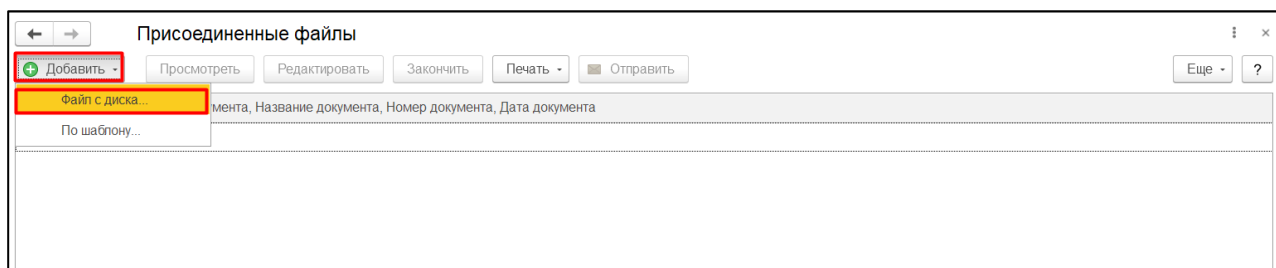 Присоединенные файлы
Добавить Просмотреть Редактировать Закончить Печать Отправить Еще ?
Файл с диска...
мента, Название документа, Номер документа, Дата документа
По шаблону...